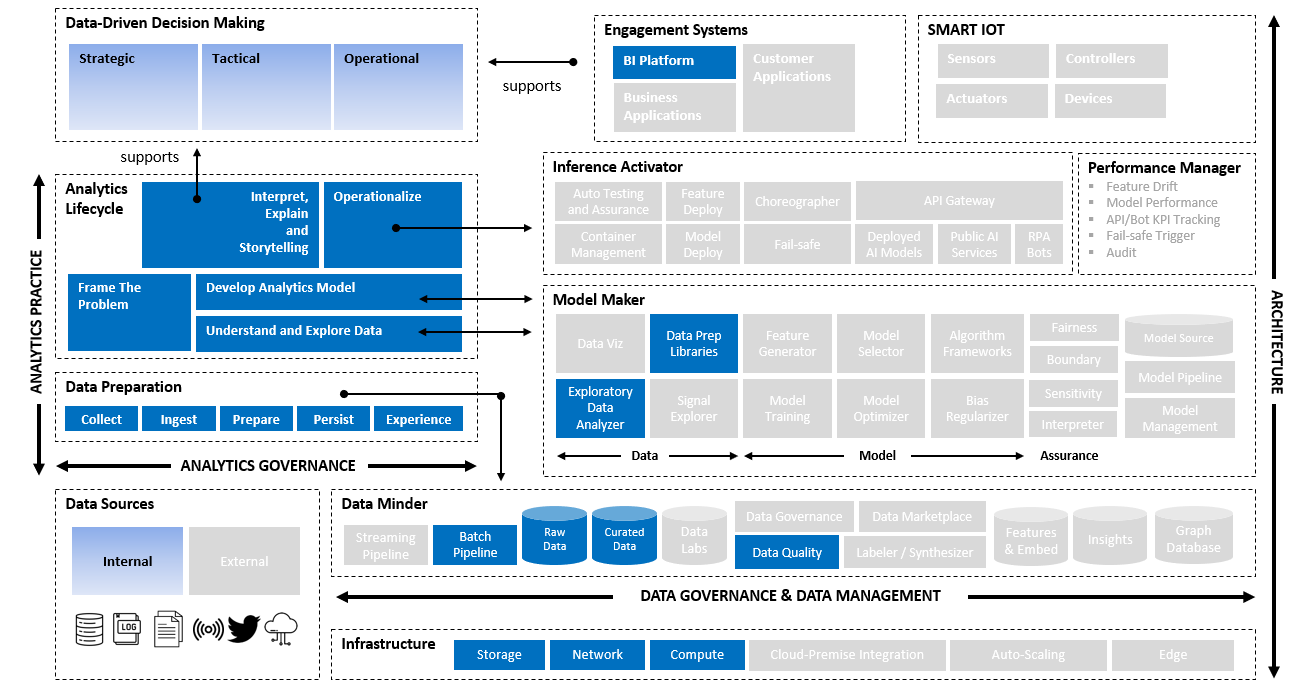 Data-Driven Decision Making
Strategic
Tactical
Operational
supports
Engagement Systems
BI Platform
Customer
Applications
Business
Applications
SMART IOT
Sensors
Controllers
Actuators
Devices
supports
Analytics
Lifecycle
Interpret,
Explain
and
Storytelling
Operationalize
Frame The
Problem
Develop Analytics Model
Understand and Explore Data
ANALYTICS PRACTICE
Inference Activator
Auto Testing
and Assurance
Feature
Deploy
Choreographer
API Gateway
Container
Management
Model
Deploy
Fail-safe
Deployed
AI Models
Public AI
Services
RPA
Bots
Performance Manager
▪ Feature Drift
▪ Model Performance
▪ API/Bot KPI Tracking
▪ Fail-safe Trigger
▪ Audit
ARCHITECTURE
Model Maker
Data Viz
Data Prep
Libraries
Feature
Generator
Model
Selector
Algorithm
Frameworks
Fairness
Boundary
Model Source
Model Pipeline
Exploratory
Data
Analyzer
Signal
Explorer
Model
Training
Model
Optimizer
Bias
Regularizer
Sensitivity
Interpreter
Model
Management
Data
Model
Assurance
Data Preparation
Collect
Ingest
Prepare
Persist
Experience
ANALYTICS GOVERNANCE
Data Sources
Internal
External
LOG
Data Minder
Streaming
Pipeline
Batch
Pipeline
Raw
Data
Curated
Data
Data
Labs
Data Governance
Data Marketplace
Data Quality
Labeler / Synthesizer
Features
& Embed
Insights
Graph
Database
DATA GOVERNANCE & DATA MANAGEMENT
Infrastructure
Storage
Network
Compute
Cloud-Premise Integration
Auto-Scaling
Edge